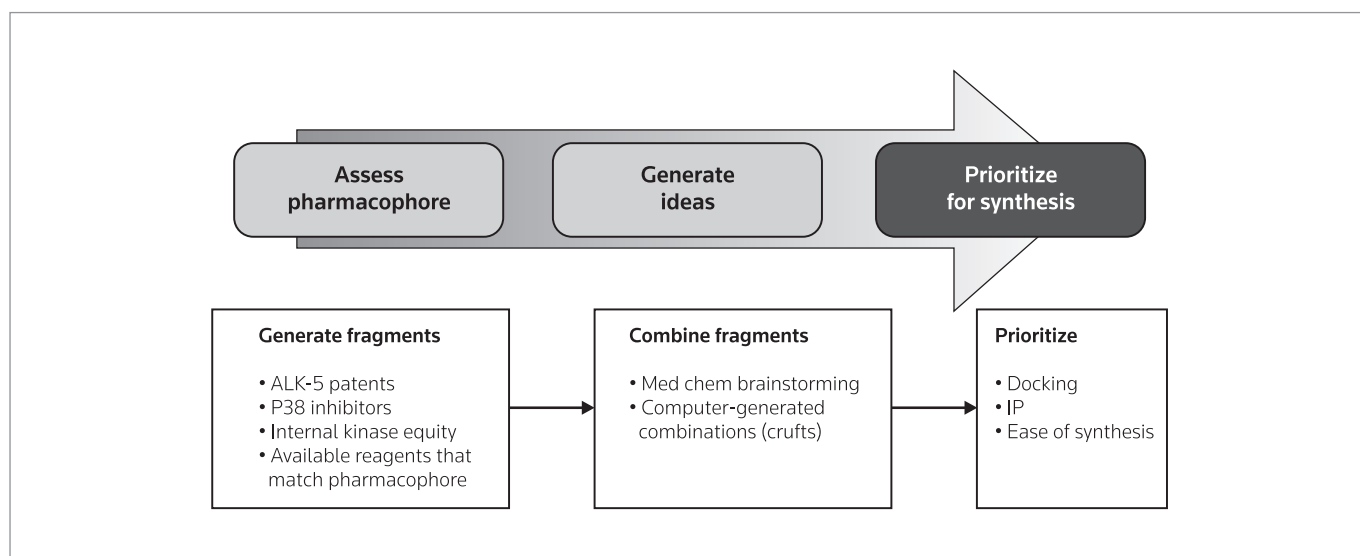 Assess
pharmacophore
Generate
ideas
Prioritize
for synthesis
Generate fragments
• ALK-5 patents
• P38 inhibitors
• Internal kinase equity
• Available reagents that
match pharmacophore
Combine fragments
• Med chem brainstorming
• Computer-generated
combinations (crufts)
Prioritize
• Docking
• IP
• Ease of synthesis